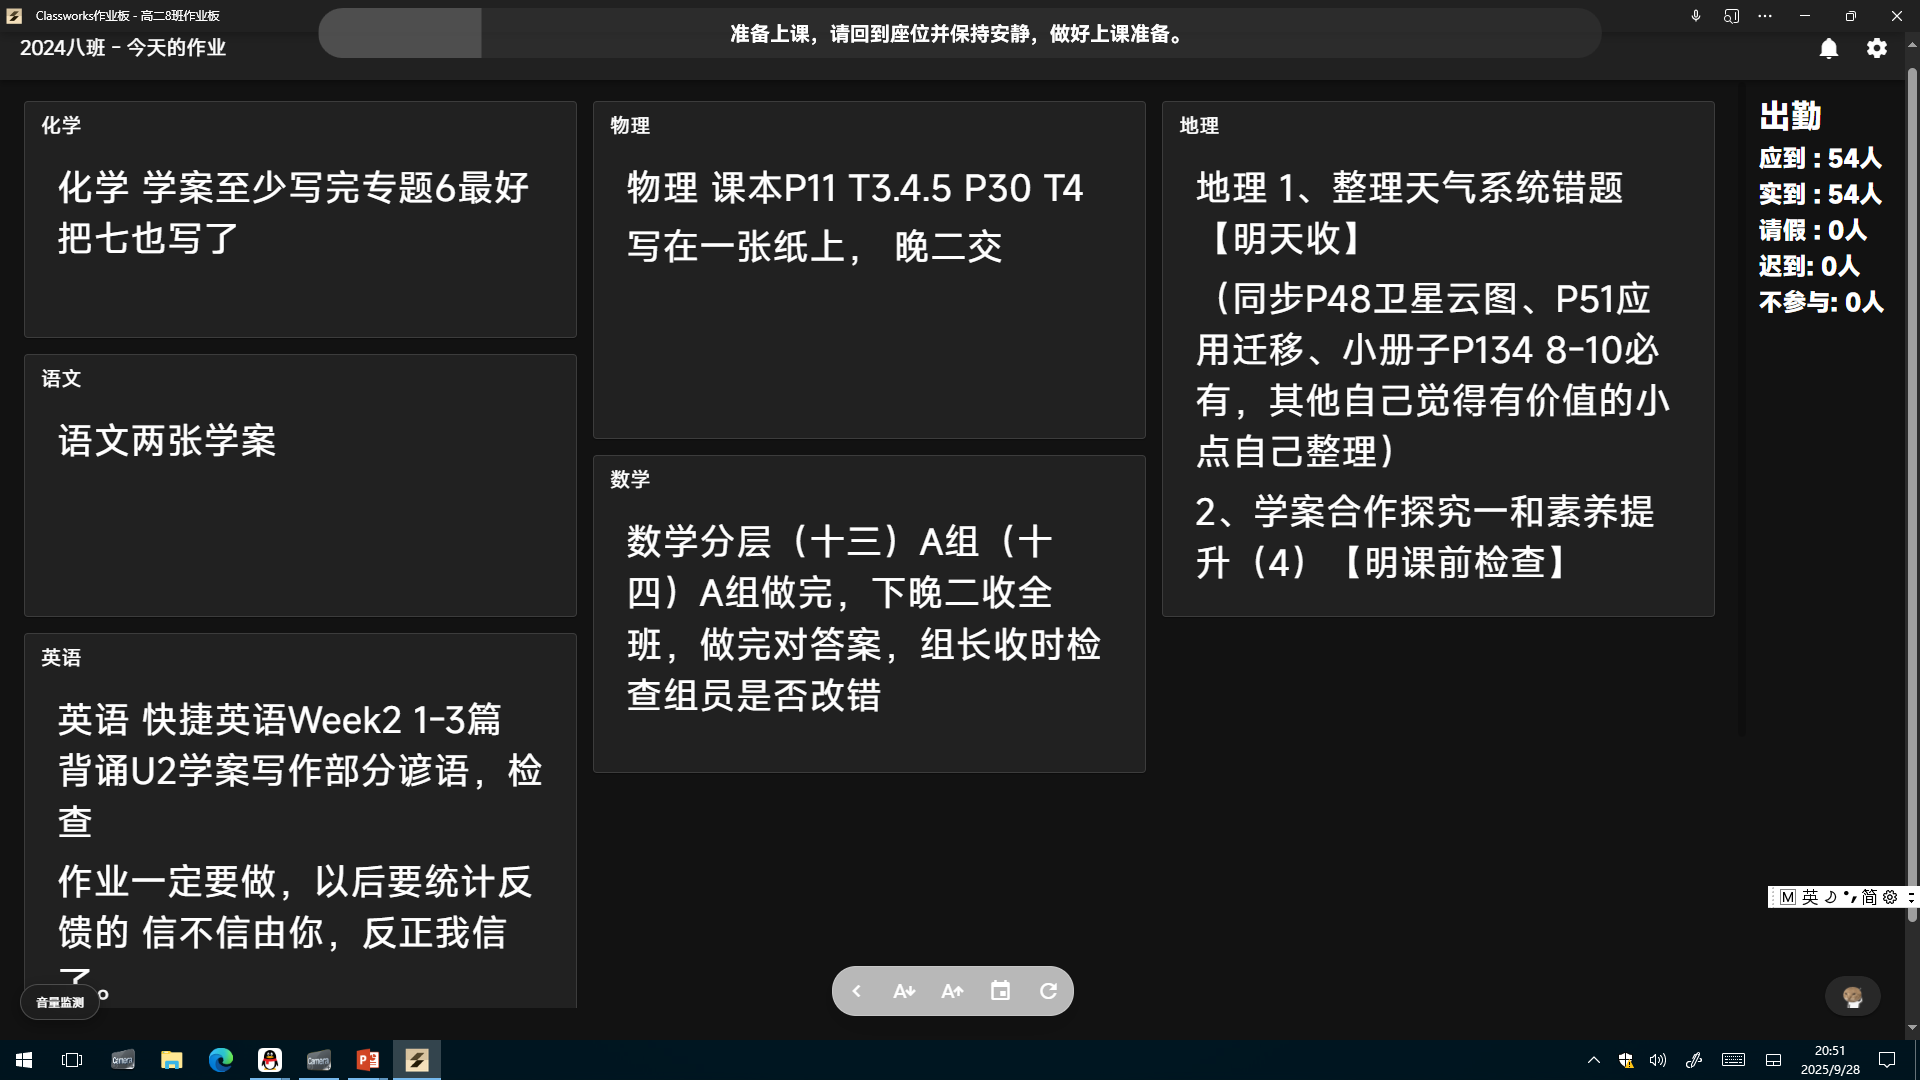 Classworks作业板 - 高二8班作业板
2024八班 - 今天的作业
准备上课，请回到座位并保持安静，做好上课准备。
化学
化学 学案至少写完专题6最好
把七也写了
语文
语文两张学案
英语
英语 快捷英语Week2 1-3篇
背诵U2学案写作部分谚语，检
查
作业一定要做，以后要统计反
馈的 信不信由你，反正我信
了。
物理
物理 课本P11 T3.4.5 P30 T4
写在一张纸上， 晚二交
数学
数学分层（十三）A组（十
四）A组做完，下晚二收全
班，做完对答案，组长收时检
查组员是否改错
地理
地理 1、整理天气系统错题
【明天收】
（同步P48卫星云图、P51应
用迁移、小册子P134 8-10必
有，其他自己觉得有价值的小
点自己整理）
2、学案合作探究一和素养提
升（4）【明课前检查】
出勤
应到 : 54人
实到 : 54人
请假 : 0人
迟到: 0人
不参与: 0人
M 英 简
音量监测
20:51
2025/9/28